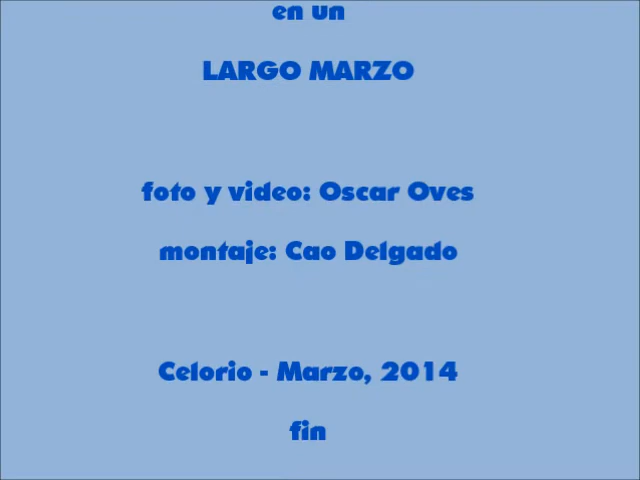 en un
LARGO MARZO
foto y video: Oscar Oves
montaje: Cao Delgado
Celorio - Marzo, 2014
fin